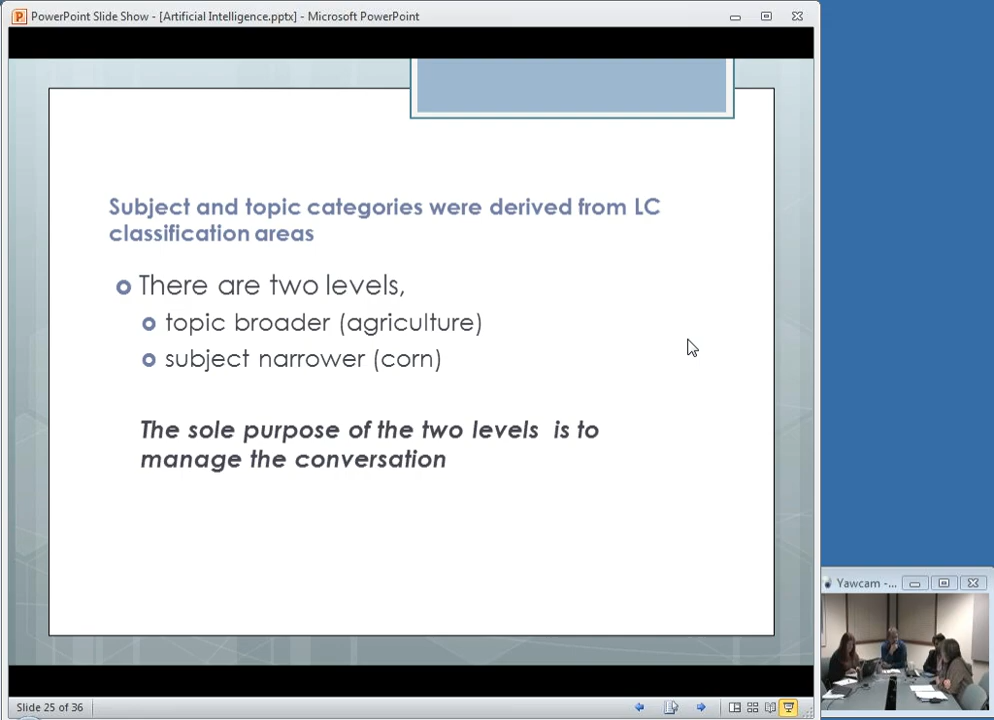 PowerPoint Slide Show - [Artificial Intelligence.pptx] - Microsoft PowerPoint
Subject and topic categories were derived from LC
classification areas
There are two levels,
topic broader (agriculture)
subject narrower (corn)
The sole purpose of the two levels is to
manage the conversation
Yawcam -...
Slide 25 of 36